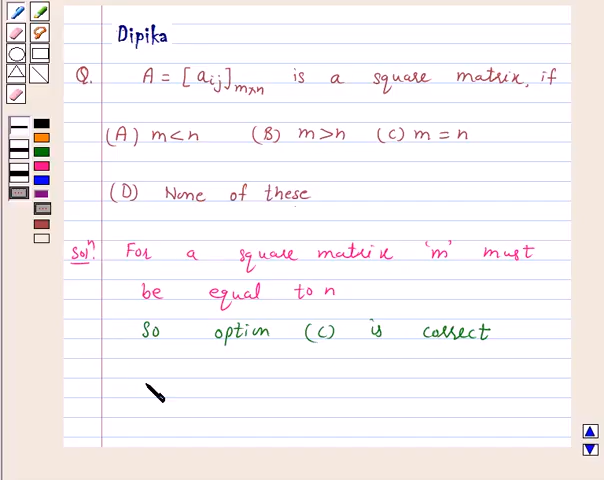 Dipika
Q. A = [aij]m×n is a square matrix, if
(A) m<n (B) m>n (C) m = n
(D) None of these
Solⁿ: For a square matrix 'm' must
be equal to n
So option (C) is correct